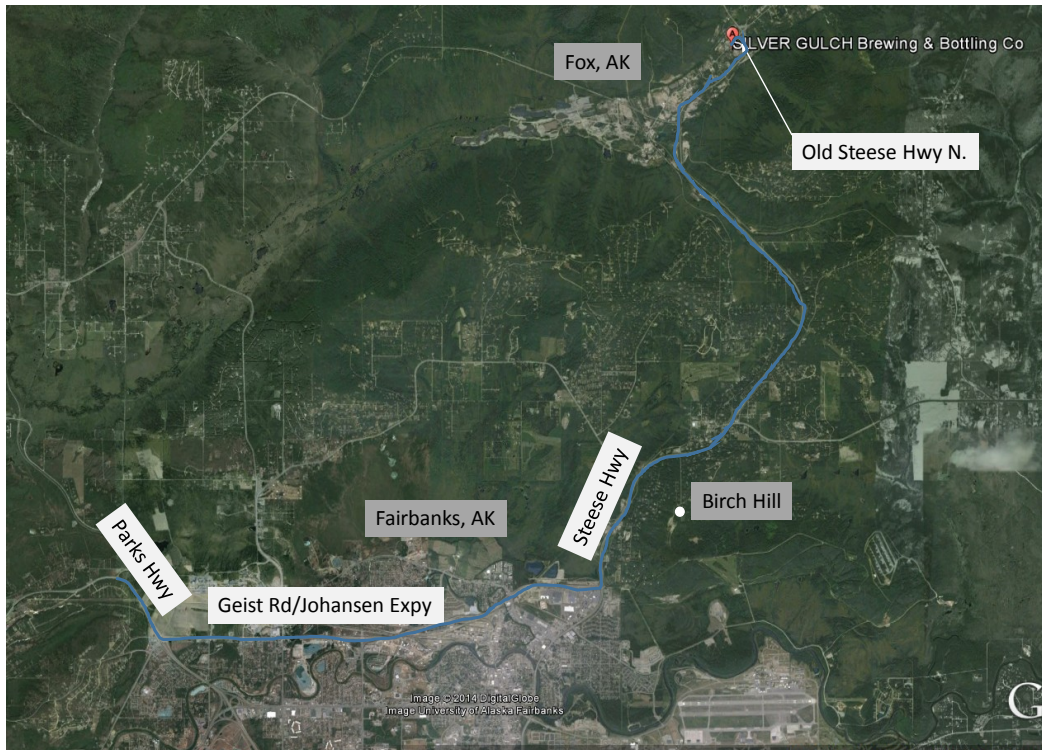 A
SILVER GULCH Brewing & Bottling Co
Fox, AK
Old Steese Hwy N.
Steese Hwy
Birch Hill
Fairbanks, AK
Parks Hwy
Geist Rd/Johansen Expy
Image © 2014 DigitalGlobe
Image University of Alaska Fairbanks
G